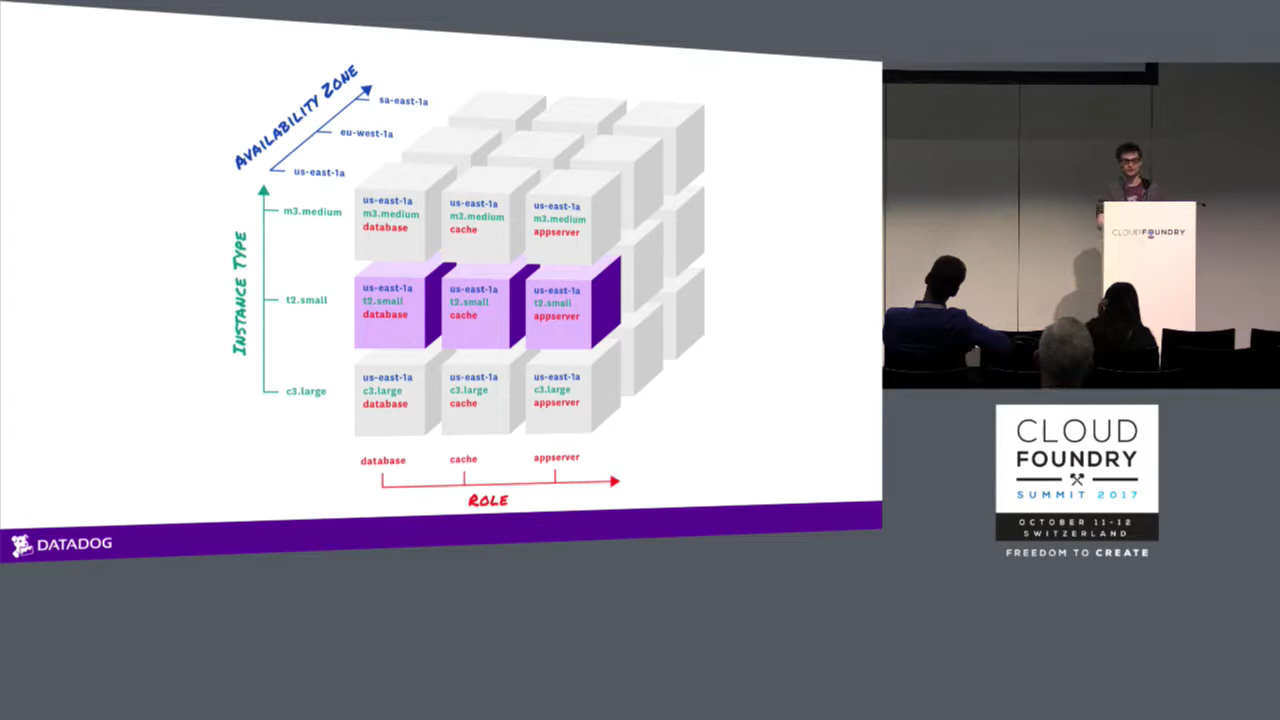 AVAILABILITY ZONE
sa-east-1a
eu-west-1a
us-east-1a
INSTANCE TYPE
m3.medium
t2.small
c3.large
us-east-1a
m3.medium
database
us-east-1a
m3.medium
cache
us-east-1a
m3.medium
appserver
us-east-1a
t2.small
database
us-east-1a
t2.small
cache
us-east-1a
t2.small
appserver
us-east-1a
c3.large
database
us-east-1a
c3.large
cache
us-east-1a
c3.large
appserver
database
cache
appserver
ROLE
DATADOG
CLOUDFOUNDRY
CLOUD
FOUNDRY
SUMMIT 2017
OCTOBER 11-12
SWITZERLAND
FREEDOM TO CREATE